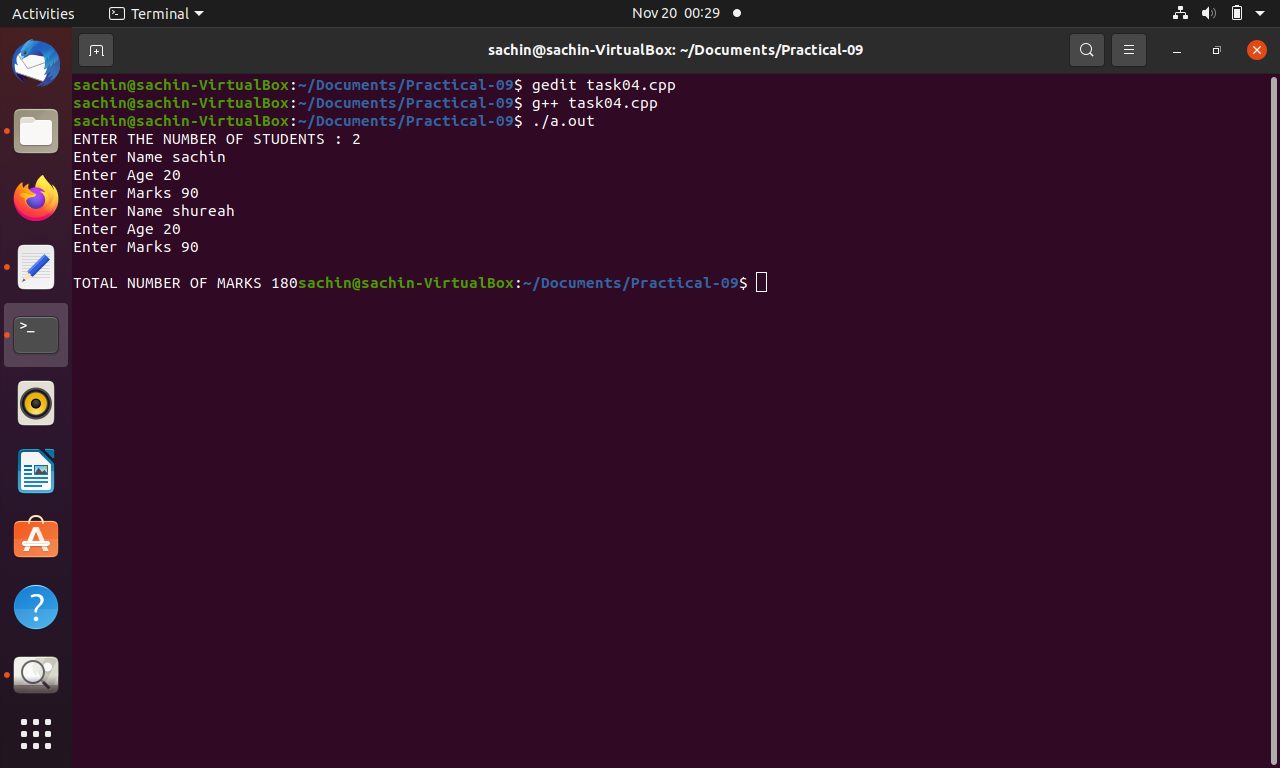 Activities
Terminal
Nov 20 00:29
sachin@sachin-VirtualBox: ~/Documents/Practical-09
sachin@sachin-VirtualBox:~/Documents/Practical-09$ gedit task04.cpp
sachin@sachin-VirtualBox:~/Documents/Practical-09$ g++ task04.cpp
sachin@sachin-VirtualBox:~/Documents/Practical-09$ ./a.out
ENTER THE NUMBER OF STUDENTS : 2
Enter Name sachin
Enter Age 20
Enter Marks 90
Enter Name shureah
Enter Age 20
Enter Marks 90
TOTAL NUMBER OF MARKS 180sachin@sachin-VirtualBox:~/Documents/Practical-09$